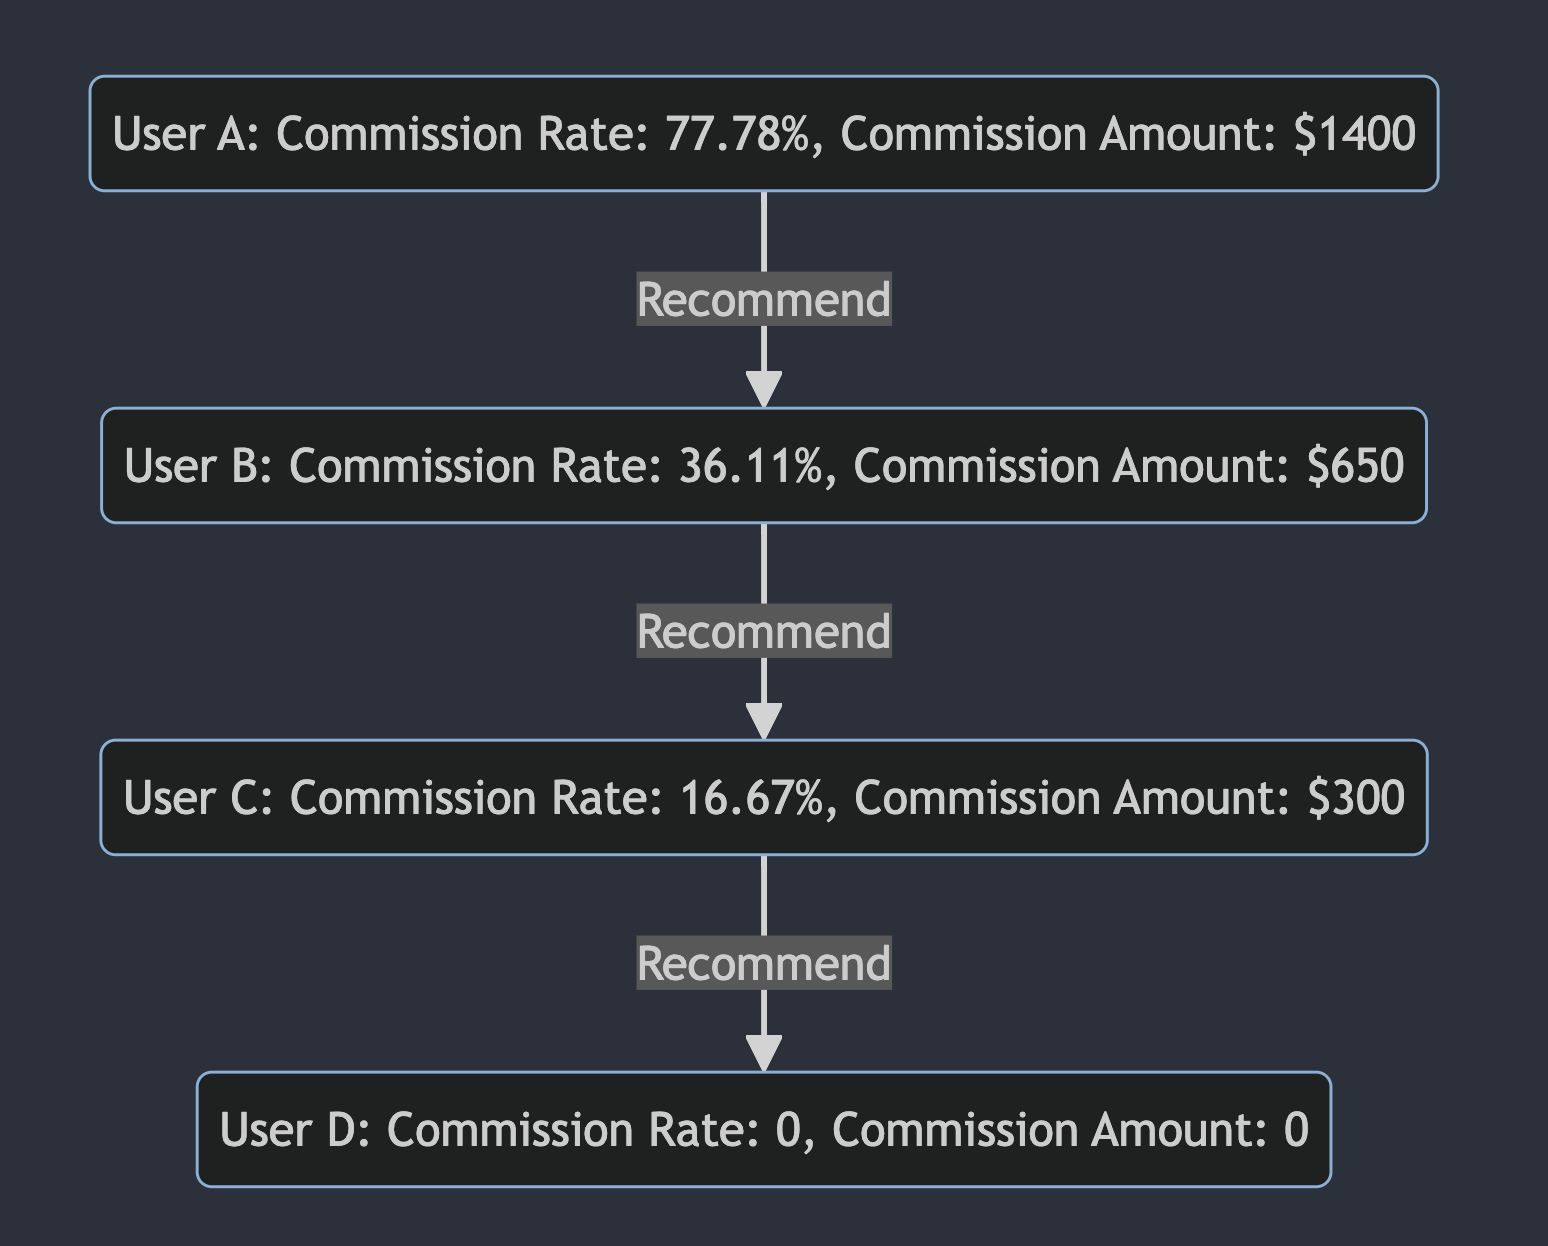 User A: Commission Rate: 77.78%, Commission Amount: $1400
Recommend
User B: Commission Rate: 36.11%, Commission Amount: $650
Recommend
User C: Commission Rate: 16.67%, Commission Amount: $300
Recommend
User D: Commission Rate: 0, Commission Amount: 0